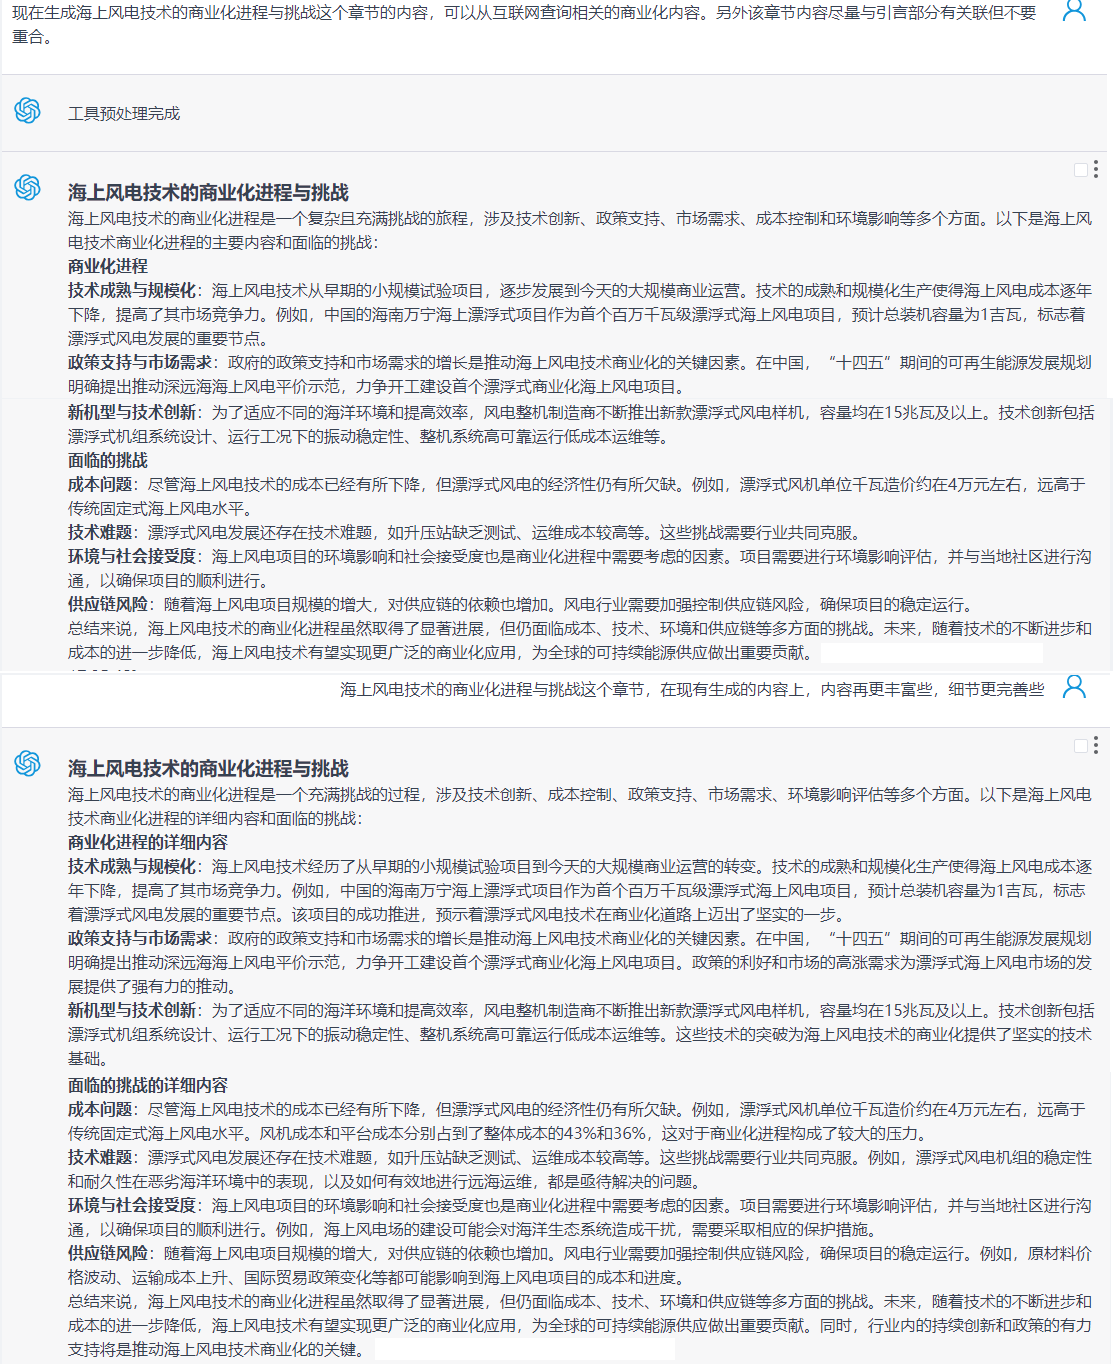 现在生成海上风电技术的商业化进程与挑战这个章节的内容，可以从互联网查询相关的商业化内容。另外该章节内容尽量与引言部分有关联但不要
重合。
工具预处理完成
海上风电技术的商业化进程与挑战
海上风电技术的商业化进程是一个复杂且充满挑战的旅程，涉及技术创新、政策支持、市场需求、成本控制和环境影响等多个方面。以下是海上风
电技术商业化进程的主要内容和面临的挑战：
商业化进程
技术成熟与规模化：海上风电技术从早期的小规模试验项目，逐步发展到今天的大规模商业运营。技术的成熟和规模化生产使得海上风电成本逐年
下降，提高了其市场竞争力。例如，中国的海南万宁海上漂浮式项目作为首个百万千瓦级漂浮式海上风电项目，预计总装机容量为1吉瓦，标志着
漂浮式风电发展的重要节点。
政策支持与市场需求：政府的政策支持和市场需求的增长是推动海上风电技术商业化的关键因素。在中国，“十四五”期间的可再生能源发展规划
明确提出推动深远海海上风电平价示范，力争开工建设首个漂浮式商业化海上风电项目。
新机型与技术创新：为了适应不同的海洋环境和提高效率，风电整机制造商不断推出新款漂浮式风电样机，容量均在15兆瓦及以上。技术创新包括
漂浮式机组系统设计、运行工况下的振动稳定性、整机系统高可靠运行低成本运维等。
面临的挑战
成本问题：尽管海上风电技术的成本已经有所下降，但漂浮式风电的经济性仍有所欠缺。例如，漂浮式风机单位千瓦造价约在4万元左右，远高于
传统固定式海上风电水平。
技术难题：漂浮式风电发展还存在技术难题，如升压站缺乏测试、运维成本较高等。这些挑战需要行业共同克服。
环境与社会接受度：海上风电项目的环境影响和社会接受度也是商业化进程中需要考虑的因素。项目需要进行环境影响评估，并与当地社区进行沟
通，以确保项目的顺利进行。
供应链风险：随着海上风电项目规模的增大，对供应链的依赖也增加。风电行业需要加强控制供应链风险，确保项目的稳定运行。
总结来说，海上风电技术的商业化进程虽然取得了显著进展，但仍面临成本、技术、环境和供应链等多方面的挑战。未来，随着技术的不断进步和
成本的进一步降低，海上风电技术有望实现更广泛的商业化应用，为全球的可持续能源供应做出重要贡献。
海上风电技术的商业化进程与挑战这个章节，在现有生成的内容上，内容再更丰富些，细节更完善些
海上风电技术的商业化进程与挑战
海上风电技术的商业化进程是一个充满挑战的过程，涉及技术创新、成本控制、政策支持、市场需求、环境影响评估等多个方面。以下是海上风电
技术商业化进程的详细内容和面临的挑战：
商业化进程的详细内容
技术成熟与规模化：海上风电技术经历了从早期的小规模试验项目到今天的大规模商业运营的转变。技术的成熟和规模化生产使得海上风电成本逐
年下降，提高了其市场竞争力。例如，中国的海南万宁海上漂浮式项目作为首个百万千瓦级漂浮式海上风电项目，预计总装机容量为1吉瓦，标志
着漂浮式风电发展的重要节点。该项目的成功推进，预示着漂浮式风电技术在商业化道路上迈出了坚实的一步。
政策支持与市场需求：政府的政策支持和市场需求的增长是推动海上风电技术商业化的关键因素。在中国，“十四五”期间的可再生能源发展规划
明确提出推动深远海海上风电平价示范，力争开工建设首个漂浮式商业化海上风电项目。政策的利好和市场的高涨需求为漂浮式海上风电市场的发
展提供了强有力的推动。
新机型与技术创新：为了适应不同的海洋环境和提高效率，风电整机制造商不断推出新款漂浮式风电样机，容量均在15兆瓦及以上。技术创新包括
漂浮式机组系统设计、运行工况下的振动稳定性、整机系统高可靠运行低成本运维等。这些技术的突破为海上风电技术的商业化提供了坚实的技术
基础。
面临的挑战的详细内容
成本问题：尽管海上风电技术的成本已经有所下降，但漂浮式风电的经济性仍有所欠缺。例如，漂浮式风机单位千瓦造价约在4万元左右，远高于
传统固定式海上风电水平。风机成本和平台成本分别占到了整体成本的43%和36%，这对于商业化进程构成了较大的压力。
技术难题：漂浮式风电发展还存在技术难题，如升压站缺乏测试、运维成本较高等。这些挑战需要行业共同克服。例如，漂浮式风电机组的稳定性
和耐久性在恶劣海洋环境中的表现，以及如何有效地进行远海运维，都是亟待解决的问题。
环境与社会接受度：海上风电项目的环境影响和社会接受度也是商业化进程中需要考虑的因素。项目需要进行环境影响评估，并与当地社区进行沟
通，以确保项目的顺利进行。例如，海上风电场的建设可能会对海洋生态系统造成干扰，需要采取相应的保护措施。
供应链风险：随着海上风电项目规模的增大，对供应链的依赖也增加。风电行业需要加强控制供应链风险，确保项目的稳定运行。例如，原材料价
格波动、运输成本上升、国际贸易政策变化等都可能影响到海上风电项目的成本和进度。
总结来说，海上风电技术的商业化进程虽然取得了显著进展，但仍面临成本、技术、环境和供应链等多方面的挑战。未来，随着技术的不断进步和
成本的进一步降低，海上风电技术有望实现更广泛的商业化应用，为全球的可持续能源供应做出重要贡献。同时，行业内的持续创新和政策的有力
支持将是推动海上风电技术商业化的关键。